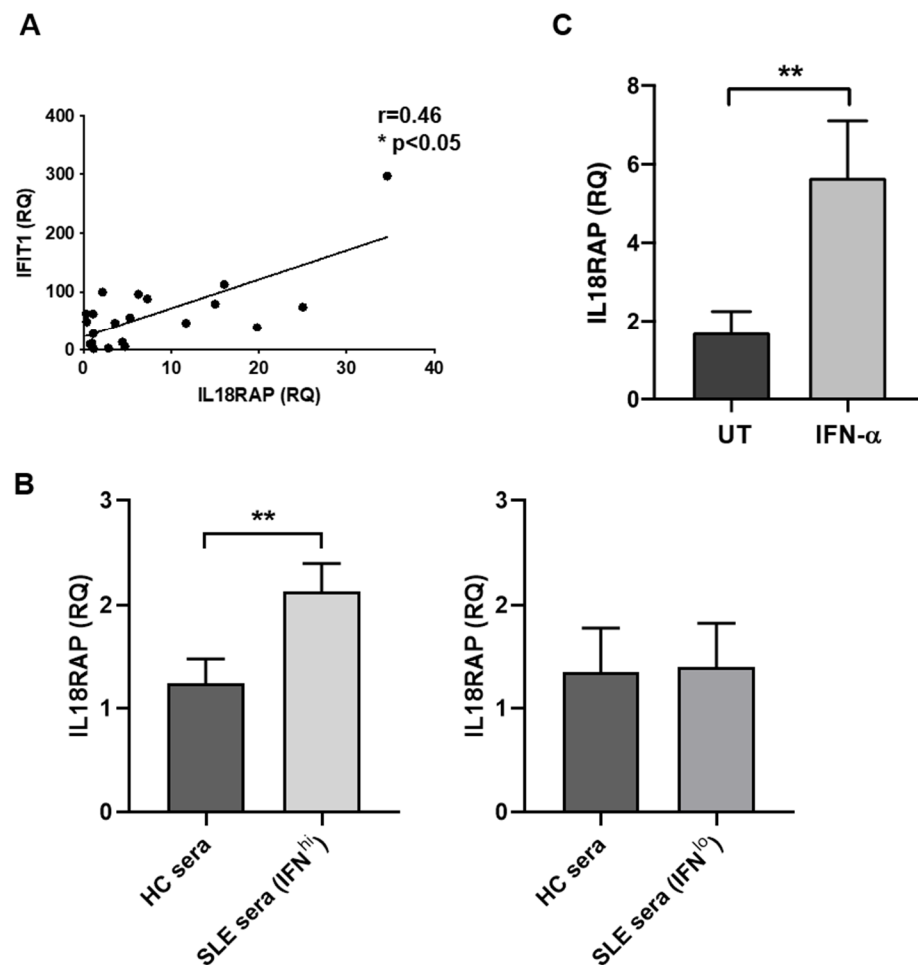 A
r=0.46
* p<0.05
IFIT1 (RQ)
400
300
200
100
0
0 10 20 30 40
IL18RAP (RQ)
C
**
IL18RAP (RQ)
8
6
4
2
0
UT IFN-α
B
**
IL18RAP (RQ)
3
2
1
0
HC sera
SLE sera (IFNʰⁱ)
IL18RAP (RQ)
3
2
1
0
HC sera
SLE sera (IFNˡᵒ)